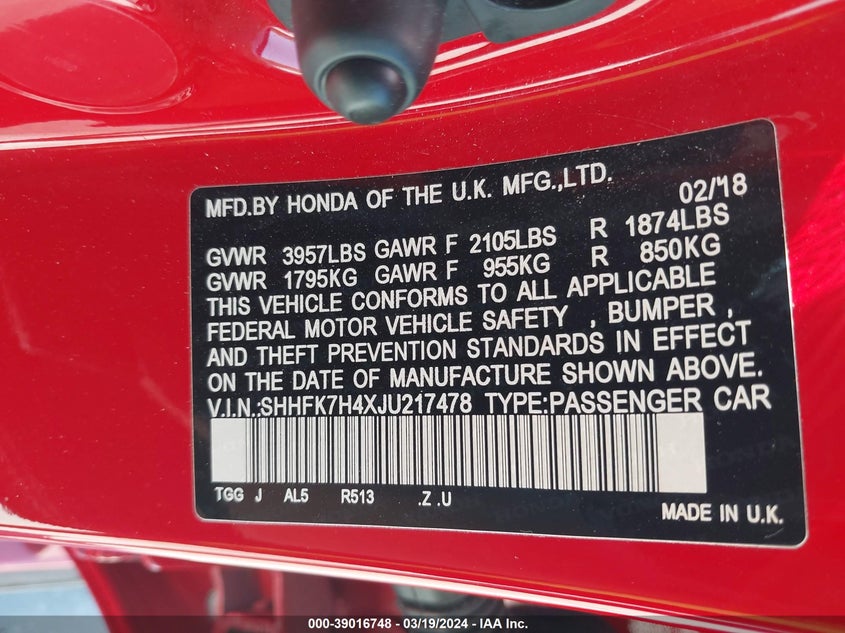 MFD.BY HONDA OF THE U.K. MFG.,LTD. 02/'18
GVWR 3957LBS GAWR F 2105LBS R 1874LBS
GVWR 1795KG GAWR F 955KG R 850KG
THIS VEHICLE CONFORMS TO ALL APPLICABLE
FEDERAL MOTOR VEHICLE SAFETY , BUMPER ,
AND THEFT PREVENTION STANDARDS IN EFFECT
ON THE DATE OF MANUFACTURE SHOWN ABOVE.
V.I.N.:SHHFK7H4XJU217478 TYPE:PASSENGER CAR
TGG J AL5 R513 .Z .U
MADE IN U.K.
000-39016748 — 03/19/2024 — IAA Inc.